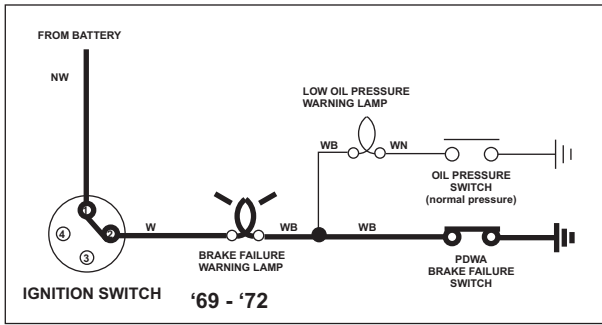 FROM BATTERY
NW
LOW OIL PRESSURE
WARNING LAMP
WB
WN
OIL PRESSURE
SWITCH
(normal pressure)
1
2
3
4
W
WB
WB
BRAKE FAILURE
WARNING LAMP
PDWA
BRAKE FAILURE
SWITCH
IGNITION SWITCH
‘69 - ‘72